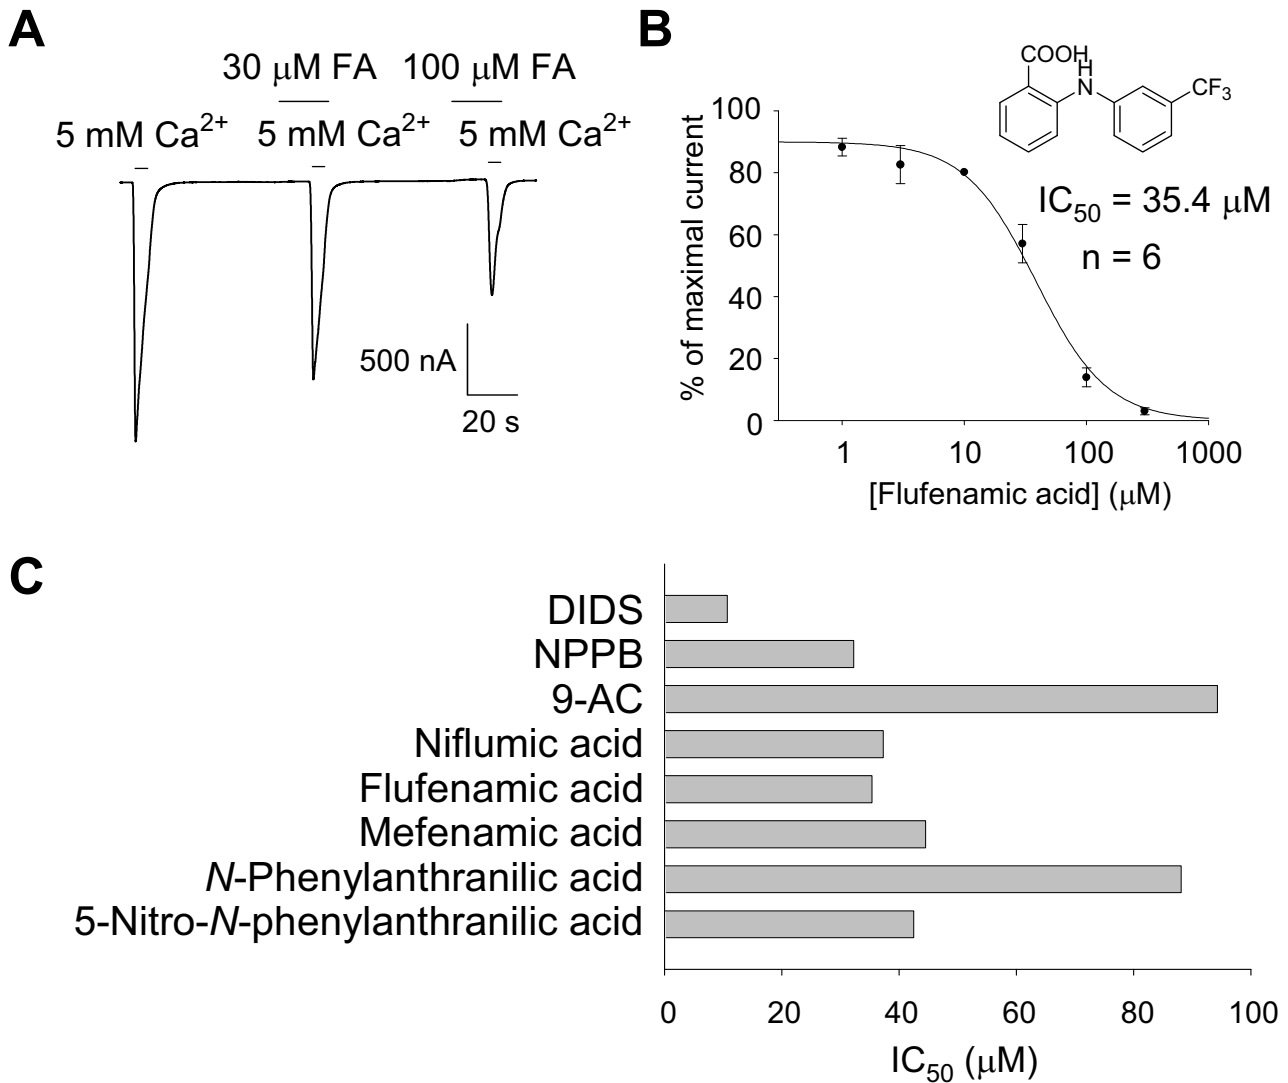 A
30 μM FA 100 μM FA
5 mM Ca²⁺ 5 mM Ca²⁺ 5 mM Ca²⁺
500 nA
20 s
B
COOH
H
N
CF₃
IC₅₀ = 35.4 μM
n = 6
% of maximal current
100
80
60
40
20
0
1 10 100 1000
[Flufenamic acid] (μM)
C
DIDS
NPPB
9-AC
Niflumic acid
Flufenamic acid
Mefenamic acid
N-Phenylanthranilic acid
5-Nitro-N-phenylanthranilic acid
0 20 40 60 80 100
IC₅₀ (μM)